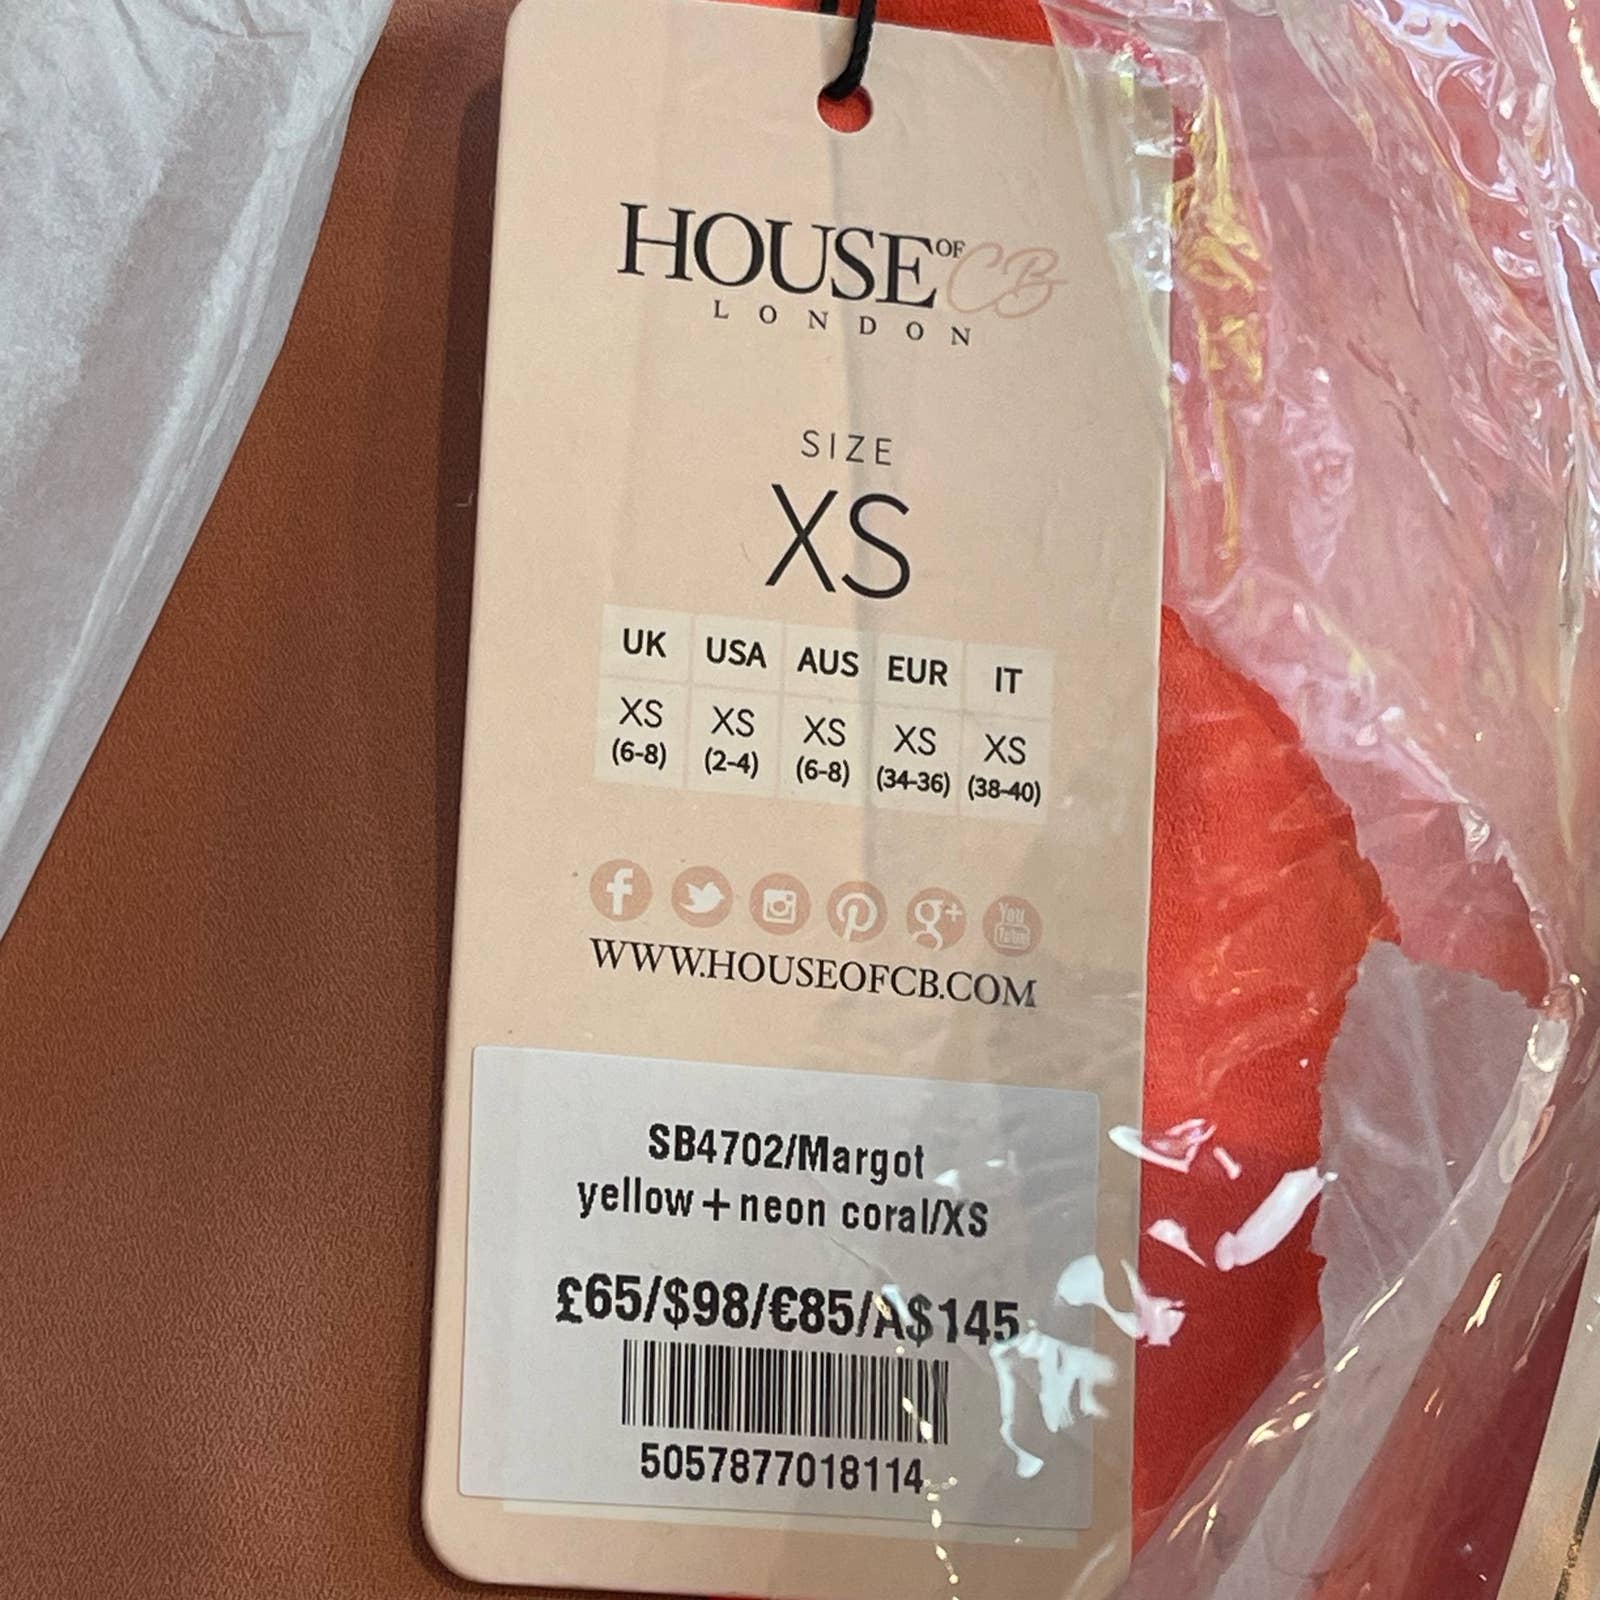 HOUSE OF CB
LONDON
SIZE
XS
UK USA AUS EUR IT
XS XS XS XS XS
(6-8) (2-4) (6-8) (34-36) (38-40)
f p g+ You Tube
WWW.HOUSEOFCB.COM
SB4702/Margot
yellow+neon coral/XS
£65/$98/€85/A$145
5057877018114